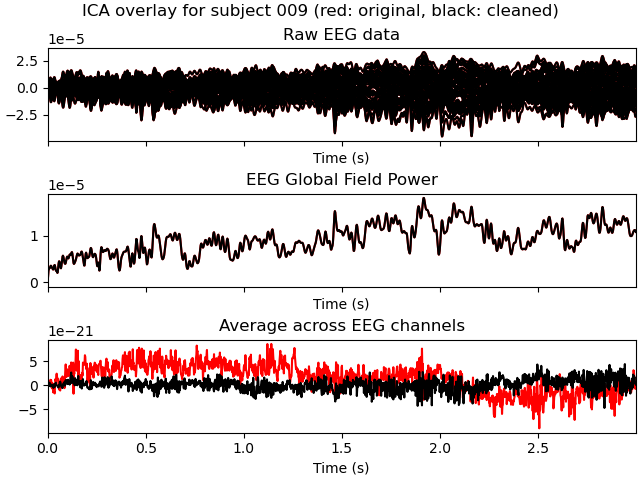 ICA overlay for subject 009 (red: original, black: cleaned)
Raw EEG data
1e−5
2.5
0.0
−2.5
Time (s)
EEG Global Field Power
1e−5
1
0
Time (s)
Average across EEG channels
1e−21
5
0
−5
0.0 0.5 1.0 1.5 2.0 2.5
Time (s)